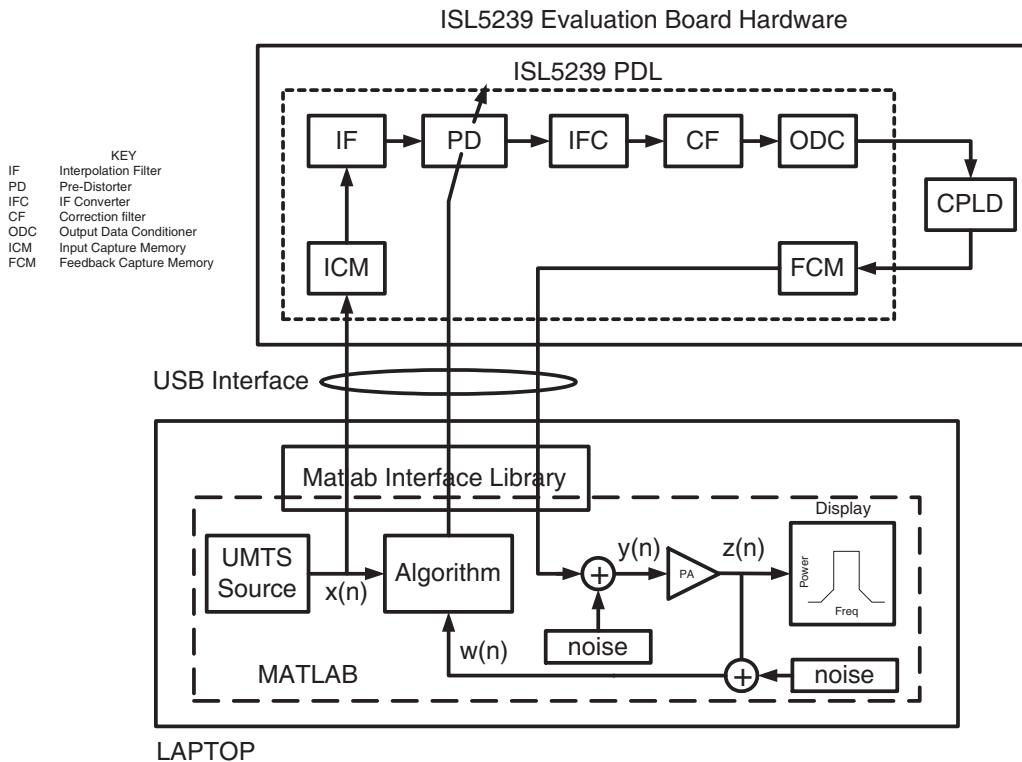 ISL5239 Evaluation Board Hardware
ISL5239 PDL
IF
PD
IFC
CF
ODC
CPLD
ICM
FCM
KEY
IF Interpolation Filter
PD Pre-Distorter
IFC IF Converter
CF Correction filter
ODC Output Data Conditioner
ICM Input Capture Memory
FCM Feedback Capture Memory
USB Interface
Matlab Interface Library
Display
UMTS
Source
x(n)
Algorithm
y(n)
PA
z(n)
Power
Freq
noise
w(n)
noise
MATLAB
LAPTOP